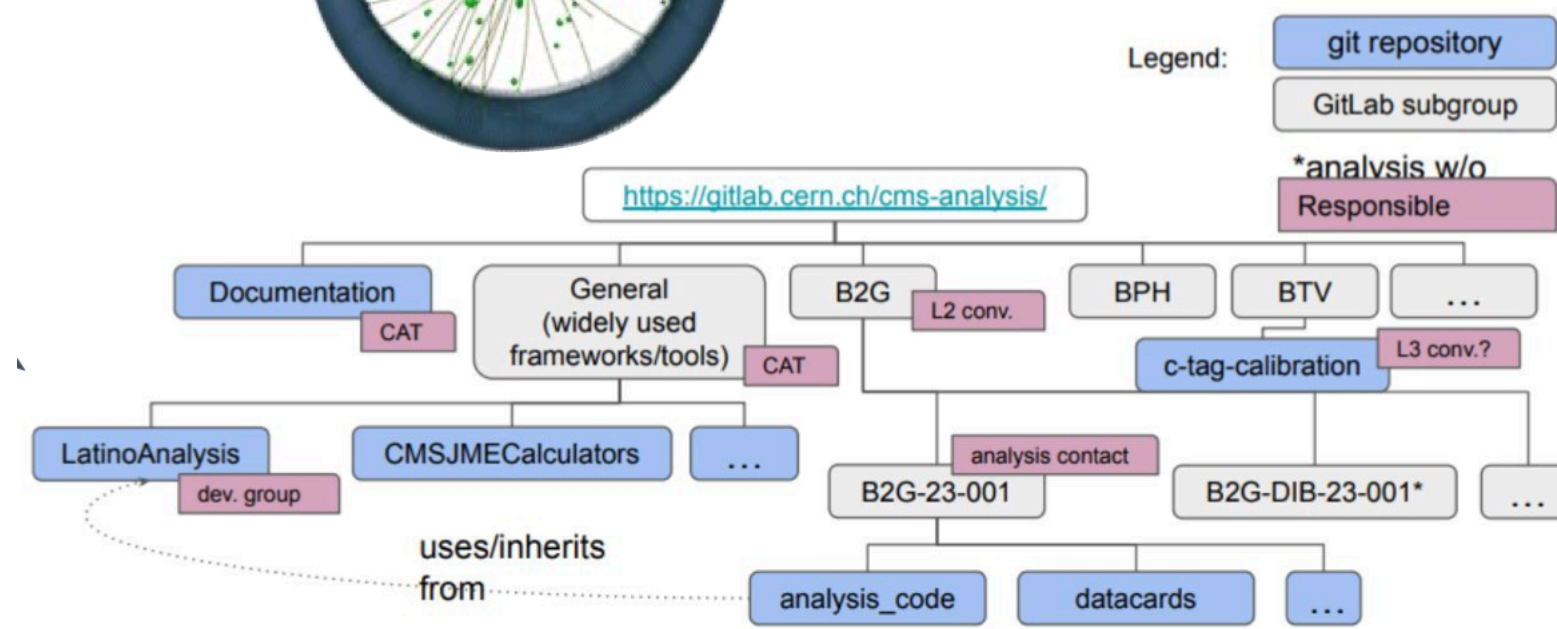 Legend:
git repository
GitLab subgroup
*analysis w/o
Responsible
https://gitlab.cern.ch/cms-analysis/
Documentation
CAT
General
(widely used
frameworks/tools)
CAT
B2G
L2 conv.
BPH
BTV
...
c-tag-calibration
L3 conv.?
LatinoAnalysis
dev. group
CMSJMECalculators
...
analysis contact
B2G-23-001
B2G-DIB-23-001*
...
uses/inherits
from
analysis_code
datacards
...